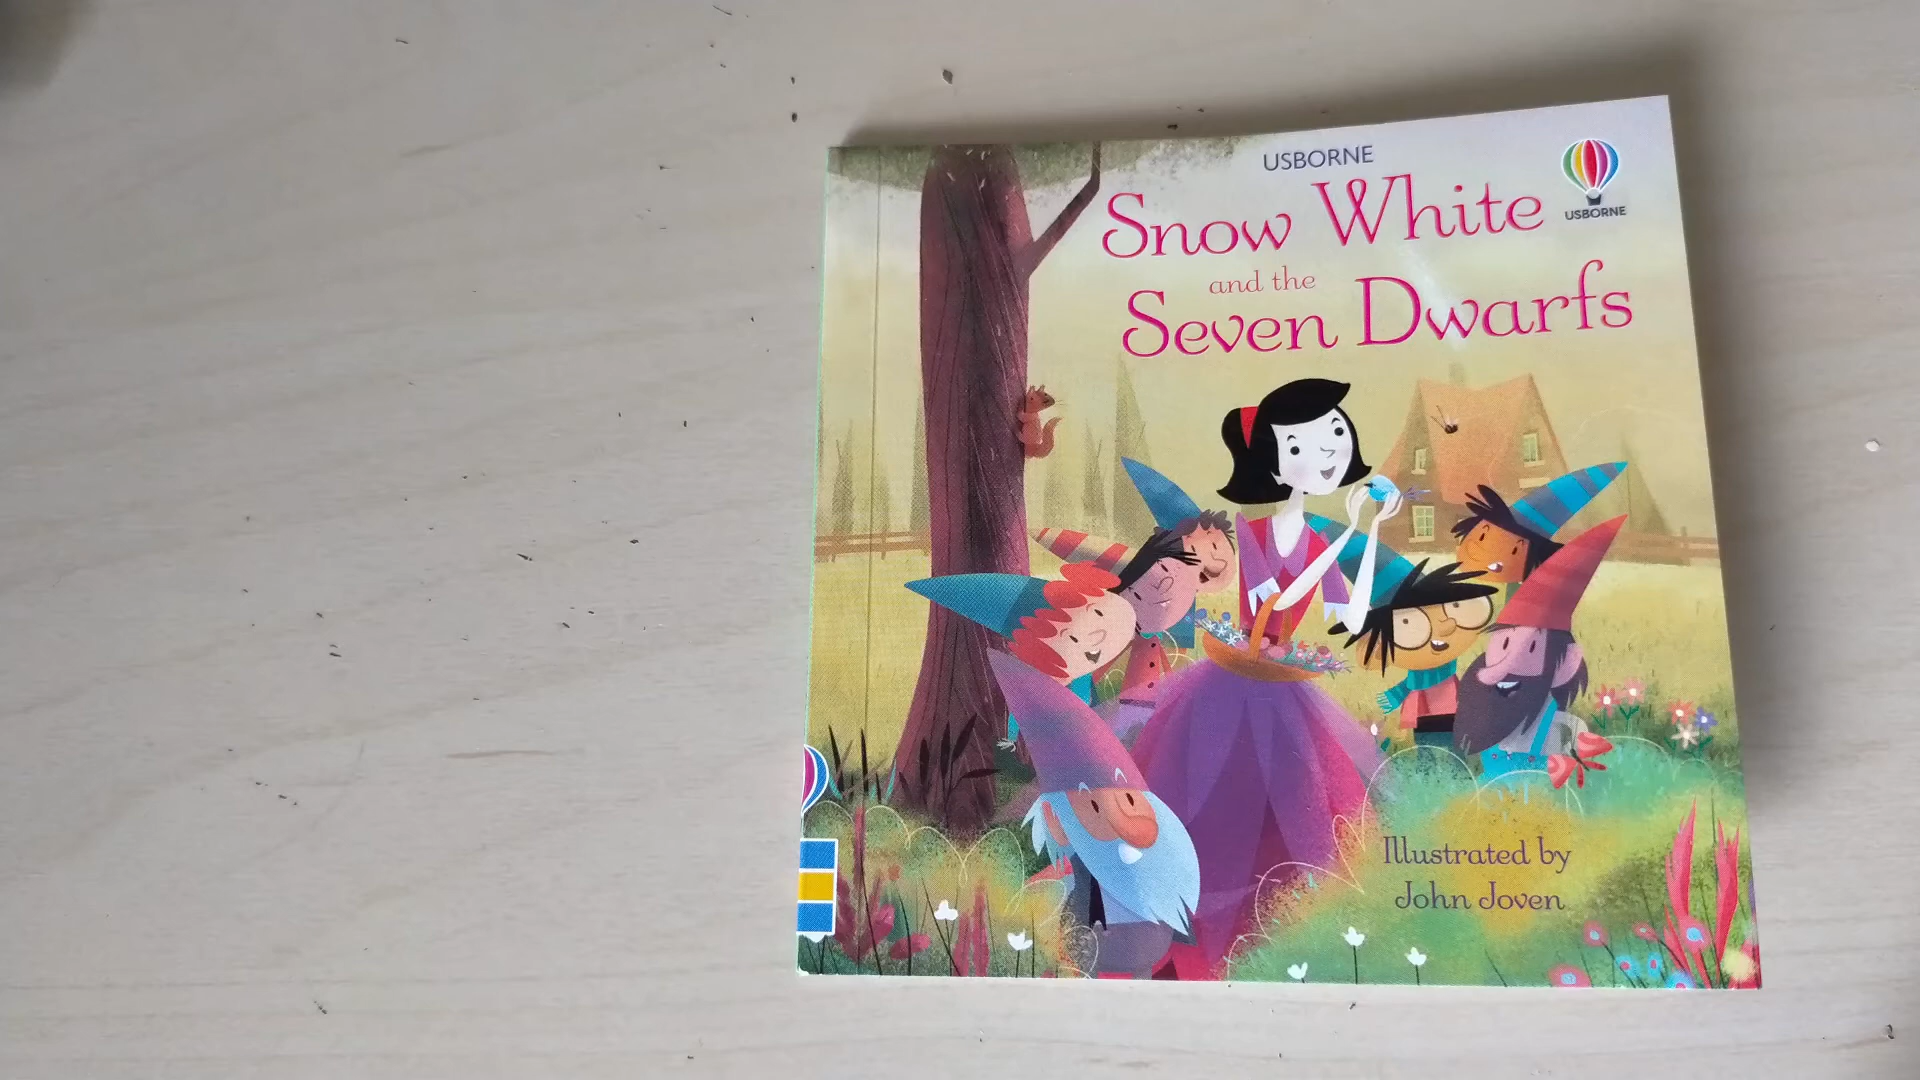 USBORNE
USBORNE
Snow White
and the
Seven Dwarfs
Illustrated by
John Joven